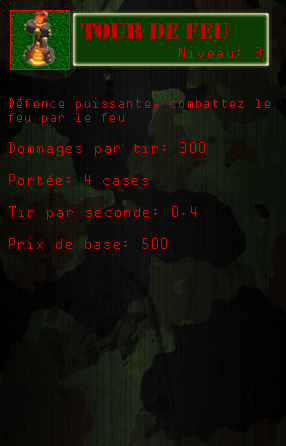 TOUR DE FEU
Niveau: 3
Défence puissante, combattez le
feu par le feu
Dommages par tir: 300
Portée: 4 cases
Tir par seconde: 0.4
Prix de base: 500